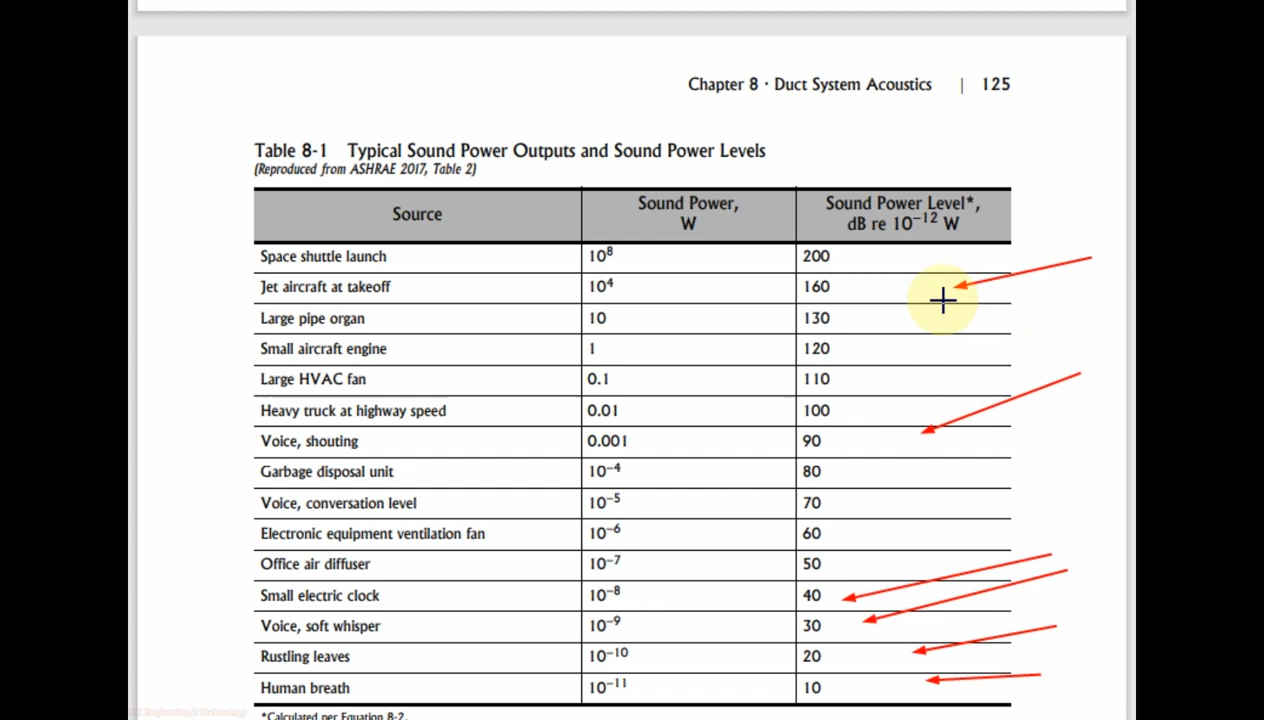 Chapter 8 · Duct System Acoustics | 125
Table 8-1 Typical Sound Power Outputs and Sound Power Levels
(Reproduced from ASHRAE 2017, Table 2)
Source Sound Power, W Sound Power Level*, dB re 10⁻¹² W
Space shuttle launch 10⁸ 200
Jet aircraft at takeoff 10⁴ 160
Large pipe organ 10 130
Small aircraft engine 1 120
Large HVAC fan 0.1 110
Heavy truck at highway speed 0.01 100
Voice, shouting 0.001 90
Garbage disposal unit 10⁻⁴ 80
Voice, conversation level 10⁻⁵ 70
Electronic equipment ventilation fan 10⁻⁶ 60
Office air diffuser 10⁻⁷ 50
Small electric clock 10⁻⁸ 40
Voice, soft whisper 10⁻⁹ 30
Rustling leaves 10⁻¹⁰ 20
Human breath 10⁻¹¹ 10
*Calculated per Equation 8-2.
Engineering & Technology